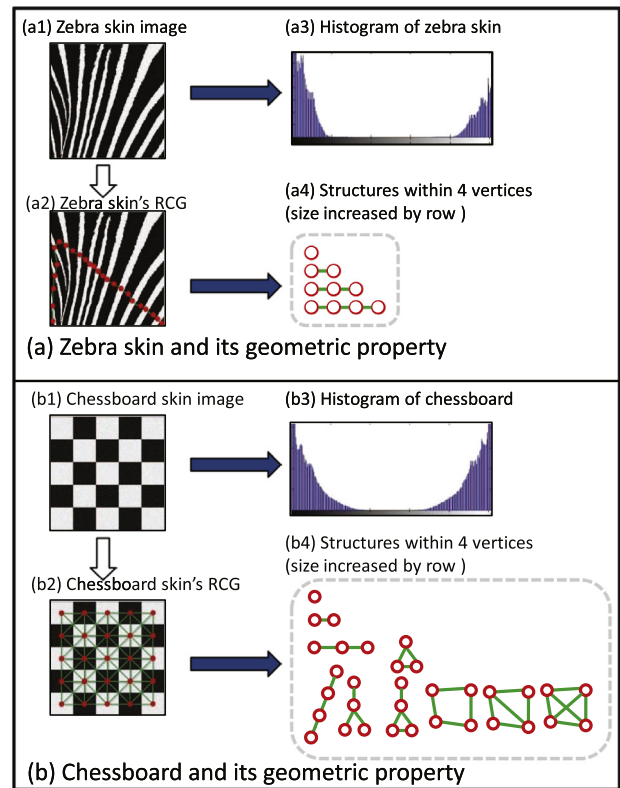 (a1) Zebra skin image
(a3) Histogram of zebra skin
(a2) Zebra skin's RCG
(a4) Structures within 4 vertices
(size increased by row )
(a) Zebra skin and its geometric property
(b1) Chessboard skin image
(b3) Histogram of chessboard
(b2) Chessboard skin's RCG
(b4) Structures within 4 vertices
(size increased by row )
(b) Chessboard and its geometric property